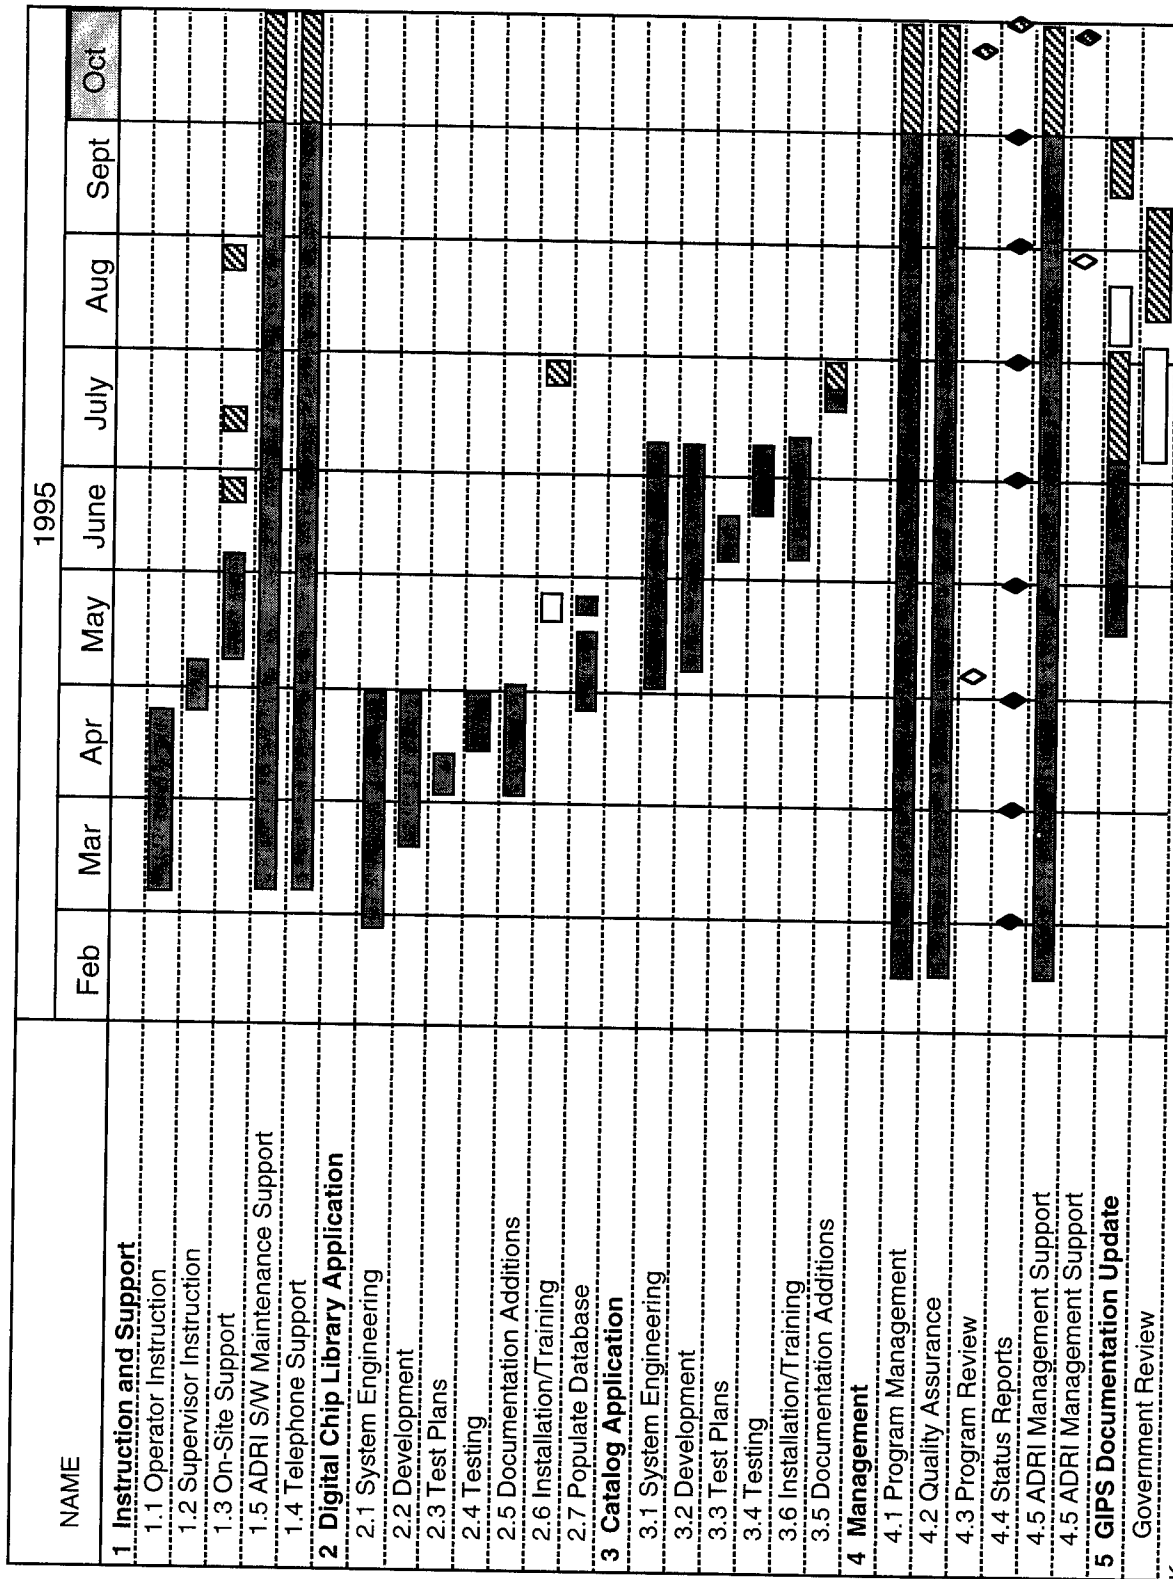 1995
NAME Feb Mar Apr May June July Aug Sept Oct
1 Instruction and Support
1.1 Operator Instruction
1.2 Supervisor Instruction
1.3 On-Site Support
1.5 ADRI S/W Maintenance Support
1.4 Telephone Support
2 Digital Chip Library Application
2.1 System Engineering
2.2 Development
2.3 Test Plans
2.4 Testing
2.5 Documentation Additions
2.6 Installation/Training
2.7 Populate Database
3 Catalog Application
3.1 System Engineering
3.2 Development
3.3 Test Plans
3.4 Testing
3.6 Installation/Training
3.5 Documentation Additions
4 Management
4.1 Program Management
4.2 Quality Assurance
4.3 Program Review
4.4 Status Reports
4.5 ADRI Management Support
4.5 ADRI Management Support
5 GIPS Documentation Update
Government Review